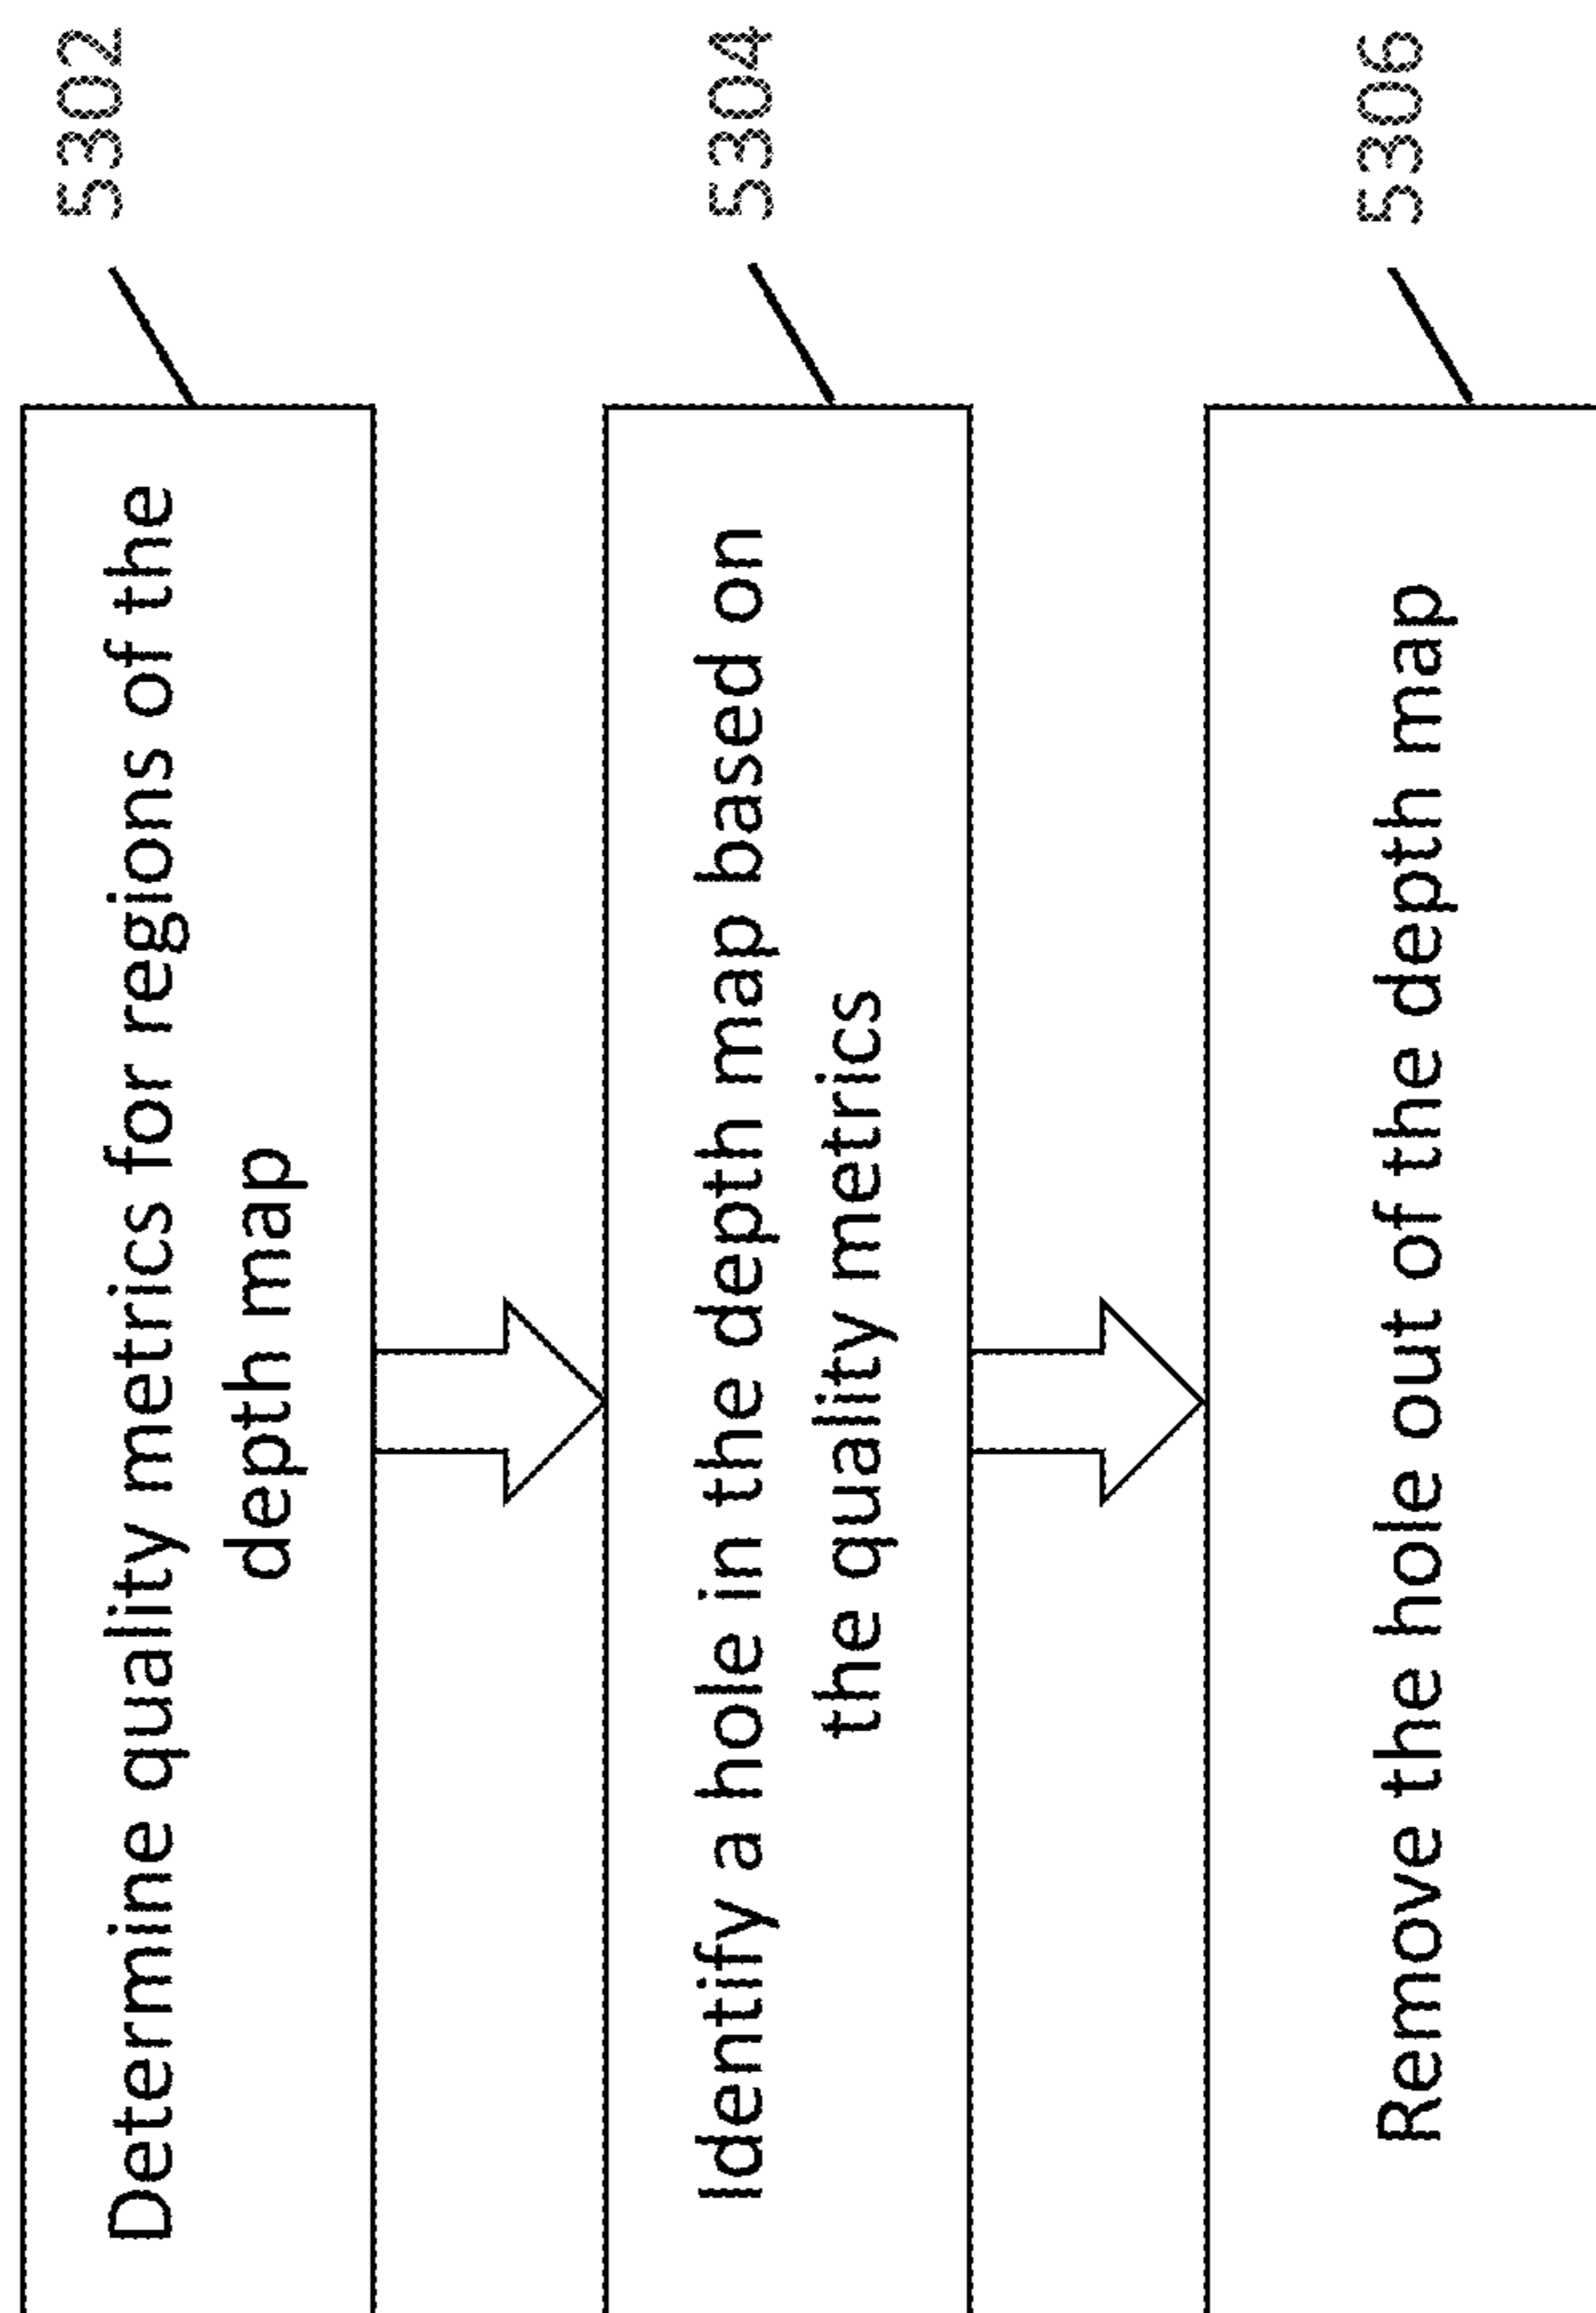 Determine quality metrics for regions of the
depth map
5302
Identify a hole in the depth map based on
the quality metrics
5304
Remove the hole out of the depth map
5306